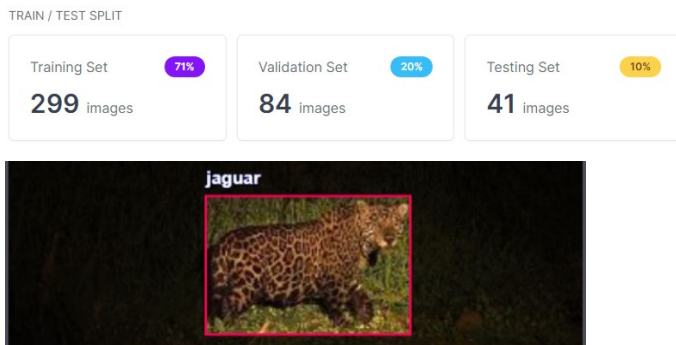 TRAIN / TEST SPLIT
Training Set 71%
Validation Set 20%
Testing Set 10%
299 images
84 images
41 images
jaguar